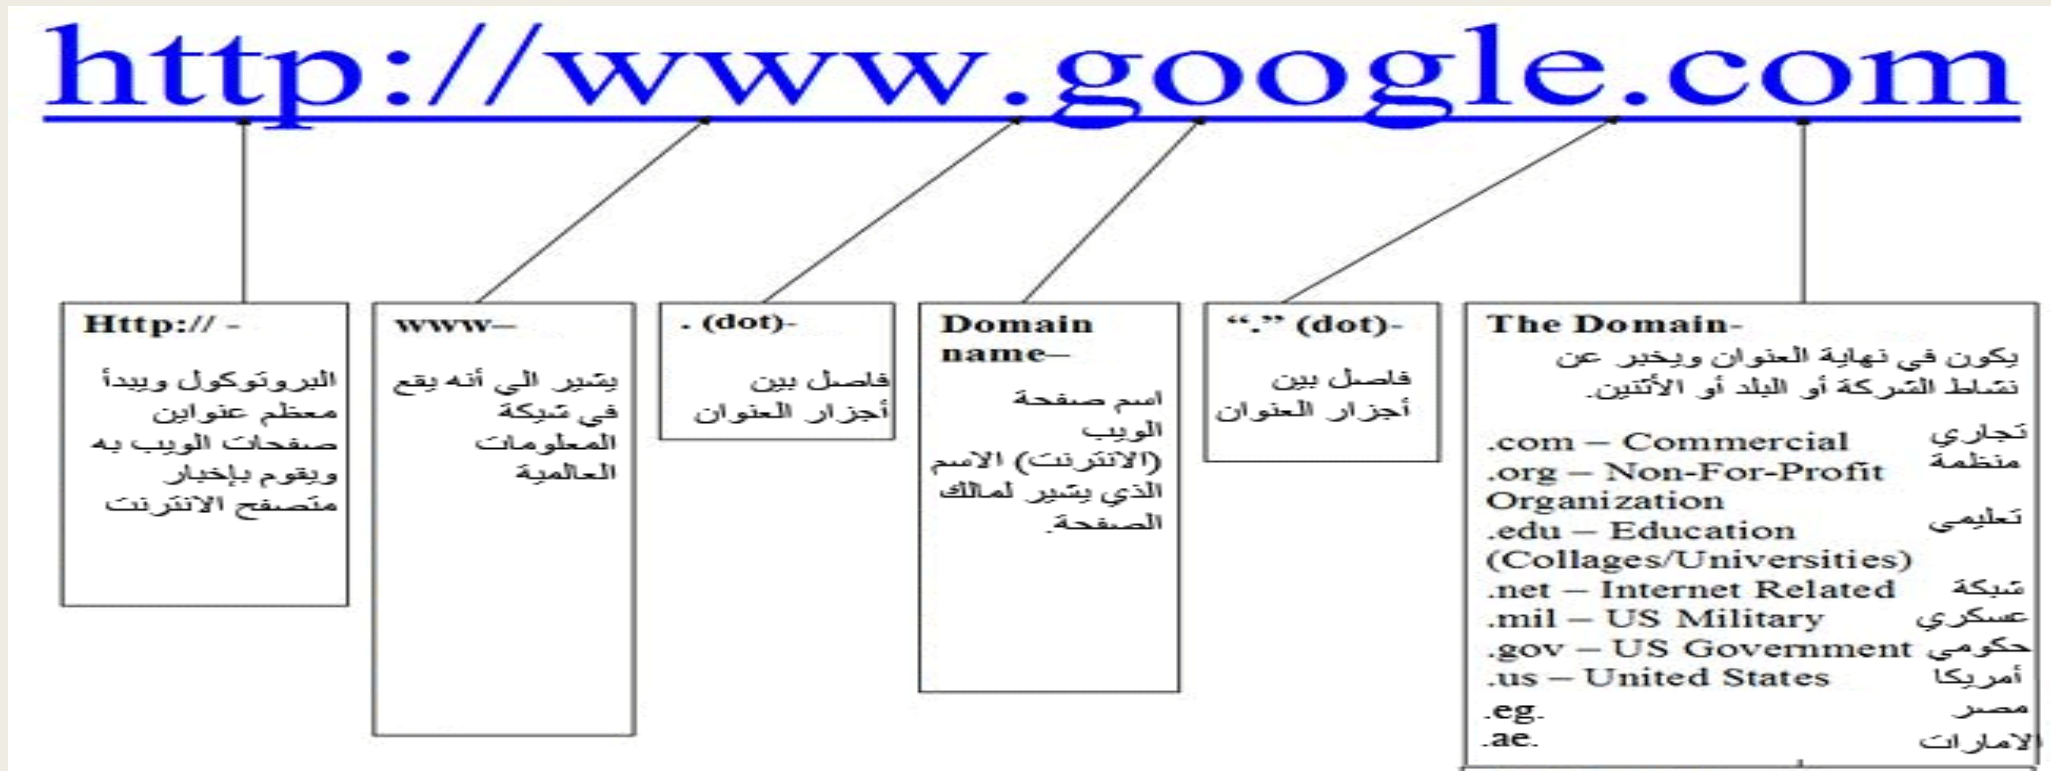 http://www.google.com
Http:// -
البروتوكول ويبدأ
معظم عنواين
صفحات الويب به
ويقوم بإخبار
متصفح الانترنت
www–
يشير الي أنه يقع
في شبكة
المعلومات
العالمية
. (dot)-
فاصل بين
أجزار العنوان
Domain
name–
اسم صفحة
الويب
(الانترنت) الاسم
الذي يشير لمالك
الصفحة.
“.” (dot)-
فاصل بين
أجزار العنوان
The Domain-
يكون في نهاية العنوان ويخبر عن
نشاط الشركة أو البلد أو الأثنين.
.com – Commercial تجاري
.org – Non-For-Profit منظمة
Organization
.edu – Education تعليمي
(Collages/Universities)
.net – Internet Related شبكة
.mil – US Military عسكري
.gov – US Government حكومي
.us – United States أمريكا
.eg. مصر
.ae. الامارات